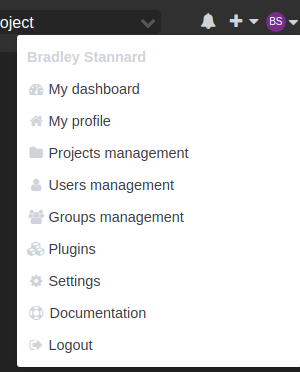 oject
BS
Bradley Stannard
My dashboard
My profile
Projects management
Users management
Groups management
Plugins
Settings
Documentation
Logout